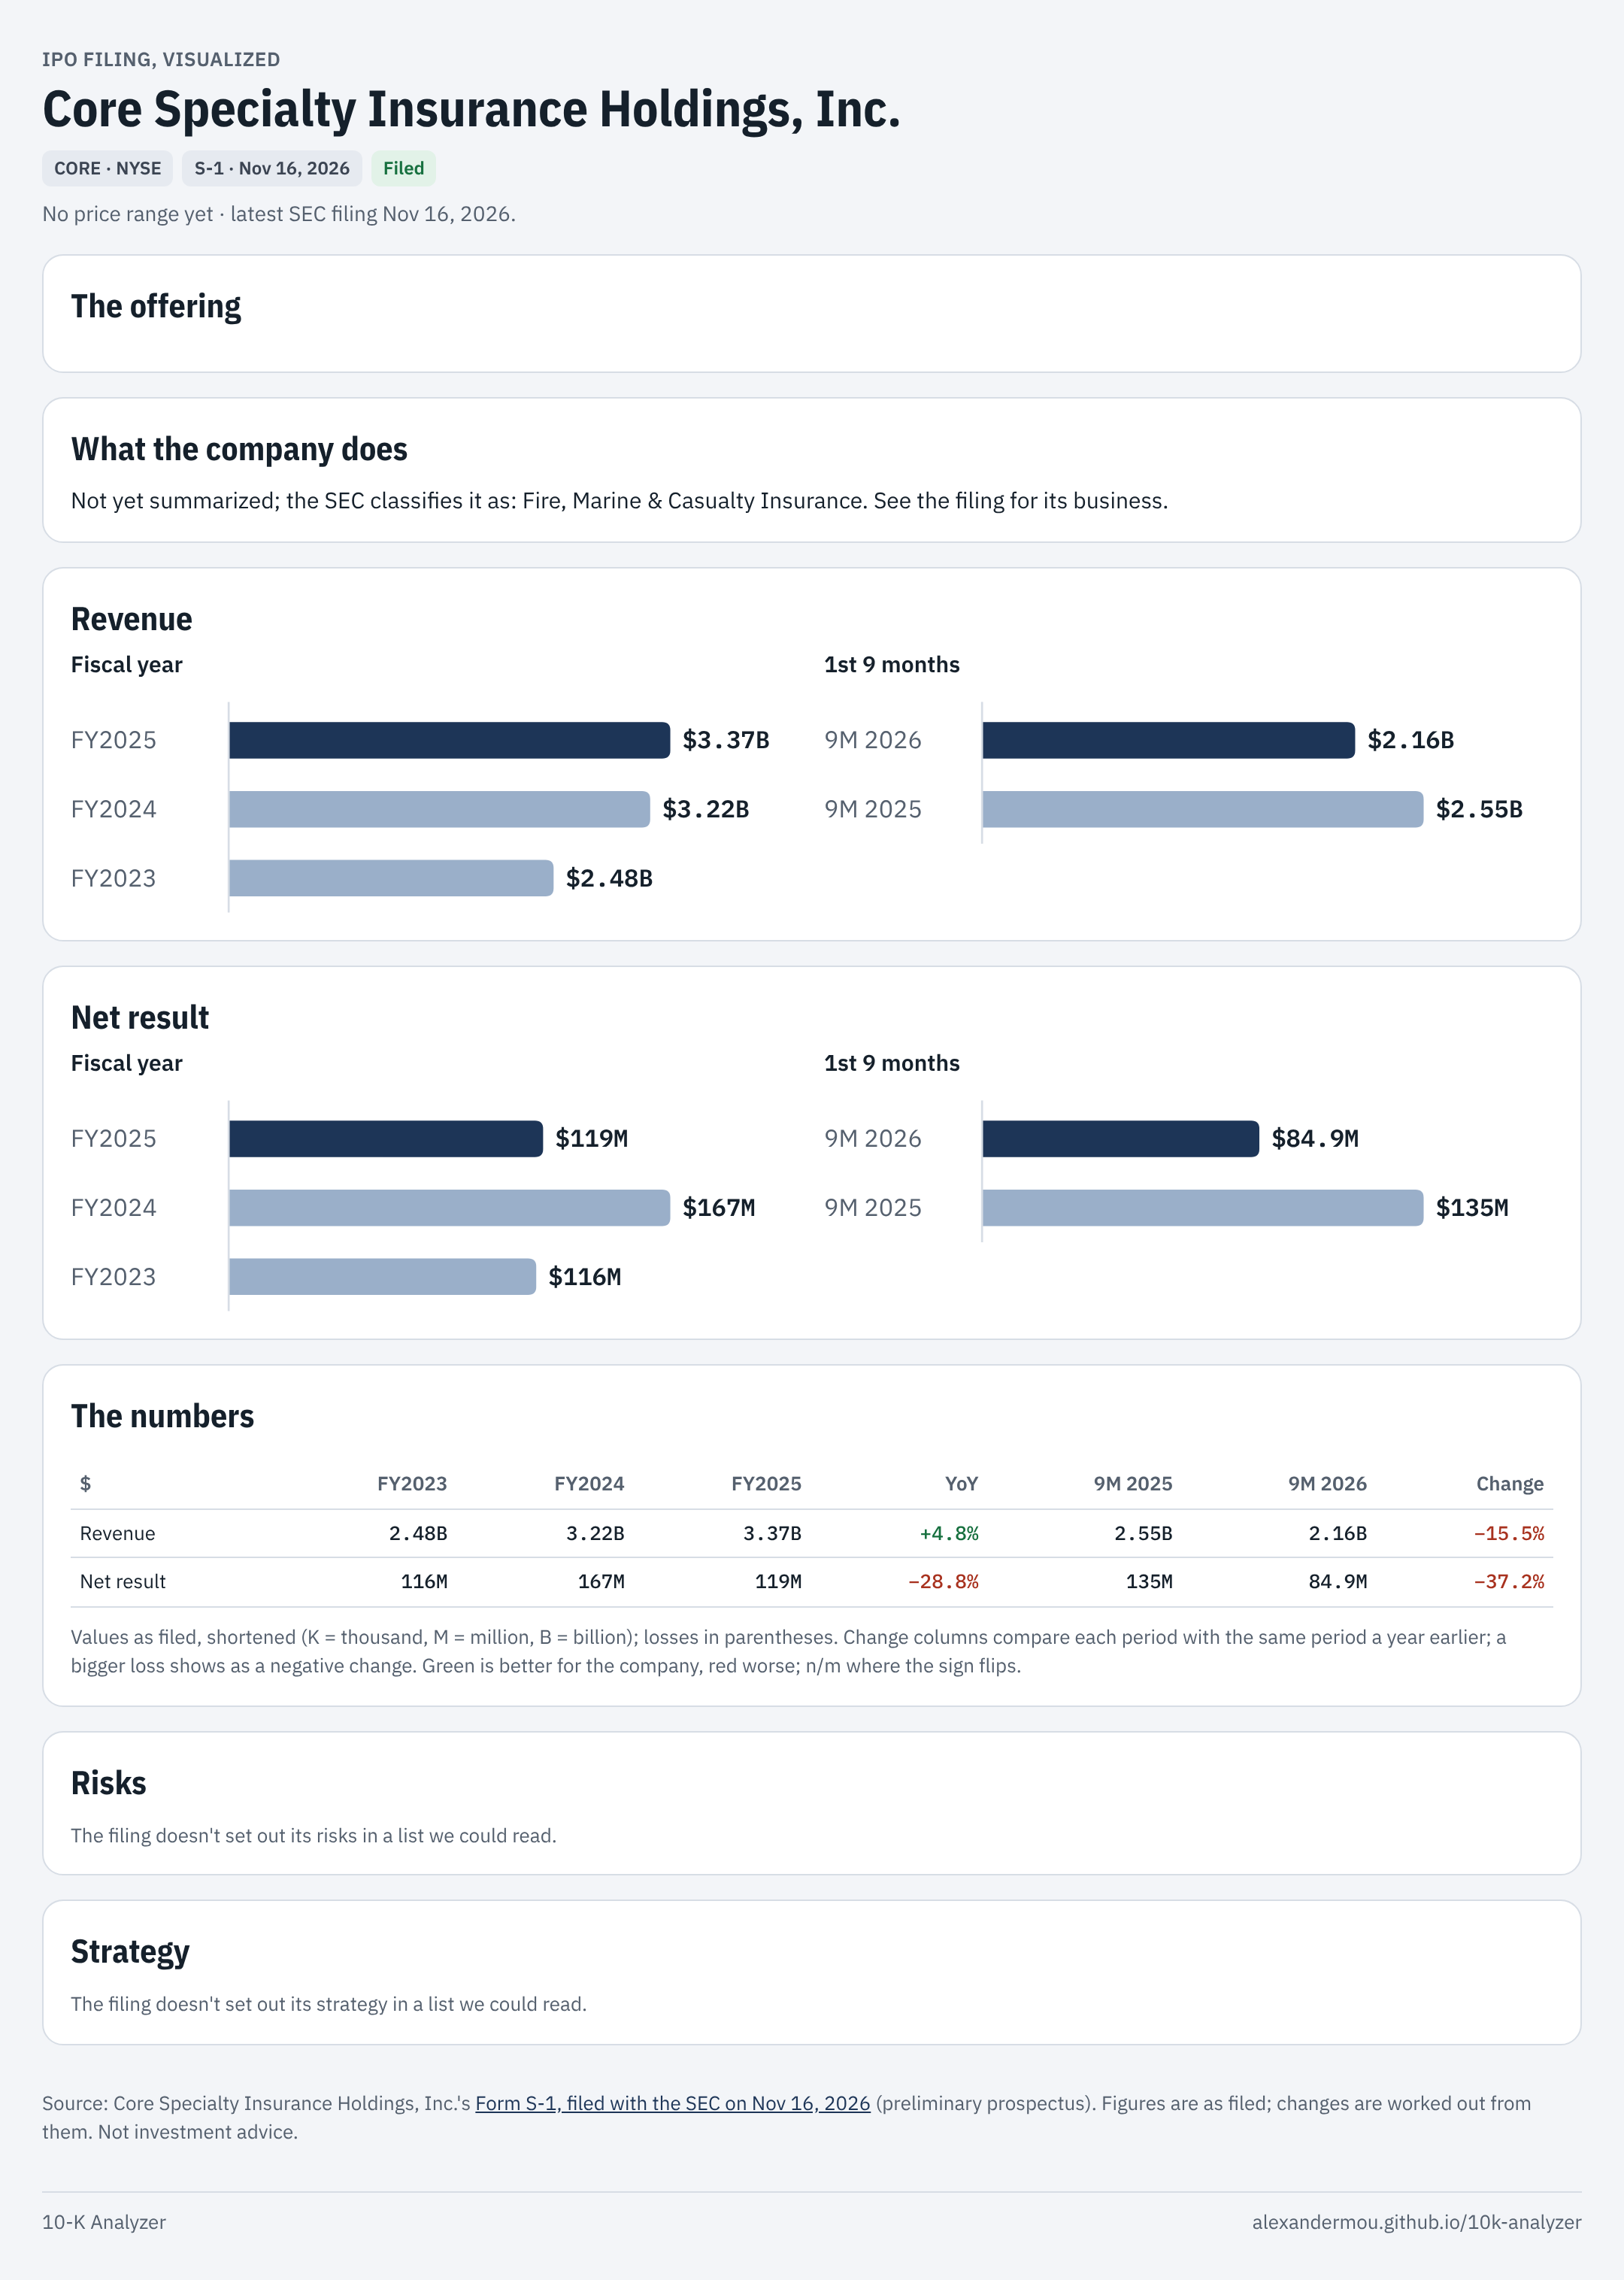 IPO FILING, VISUALIZED
Core Specialty Insurance Holdings, Inc.
CORE · NYSE S-1 · Nov 16, 2026 Filed
No price range yet · latest SEC filing Nov 16, 2026.
The offering
What the company does
Not yet summarized; the SEC classifies it as: Fire, Marine & Casualty Insurance. See the filing for its business.
Revenue
Fiscal year
FY2025 $3.37B
FY2024 $3.22B
FY2023 $2.48B
1st 9 months
9M 2026 $2.16B
9M 2025 $2.55B
Net result
Fiscal year
FY2025 $119M
FY2024 $167M
FY2023 $116M
1st 9 months
9M 2026 $84.9M
9M 2025 $135M
The numbers
$ FY2023 FY2024 FY2025 YoY 9M 2025 9M 2026 Change
Revenue 2.48B 3.22B 3.37B +4.8% 2.55B 2.16B −15.5%
Net result 116M 167M 119M −28.8% 135M 84.9M −37.2%
Values as filed, shortened (K = thousand, M = million, B = billion); losses in parentheses. Change columns compare each period with the same period a year earlier; a
bigger loss shows as a negative change. Green is better for the company, red worse; n/m where the sign flips.
Risks
The filing doesn't set out its risks in a list we could read.
Strategy
The filing doesn't set out its strategy in a list we could read.
Source: Core Specialty Insurance Holdings, Inc.'s Form S-1, filed with the SEC on Nov 16, 2026 (preliminary prospectus). Figures are as filed; changes are worked out from
them. Not investment advice.
10-K Analyzer alexandermou.github.io/10k-analyzer